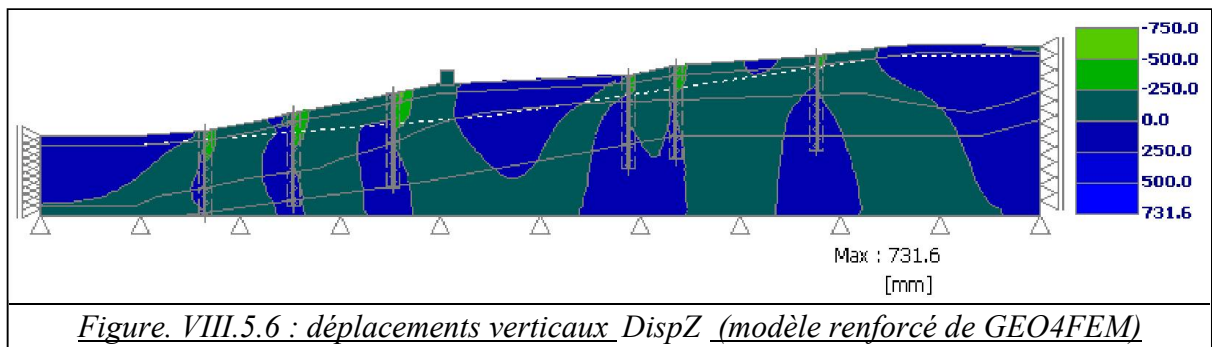 -750.0
-500.0
-250.0
0.0
250.0
500.0
731.6
Max : 731.6
[mm]
Figure. VIII.5.6 : déplacements verticaux DispZ (modèle renforcé de GEO4FEM)